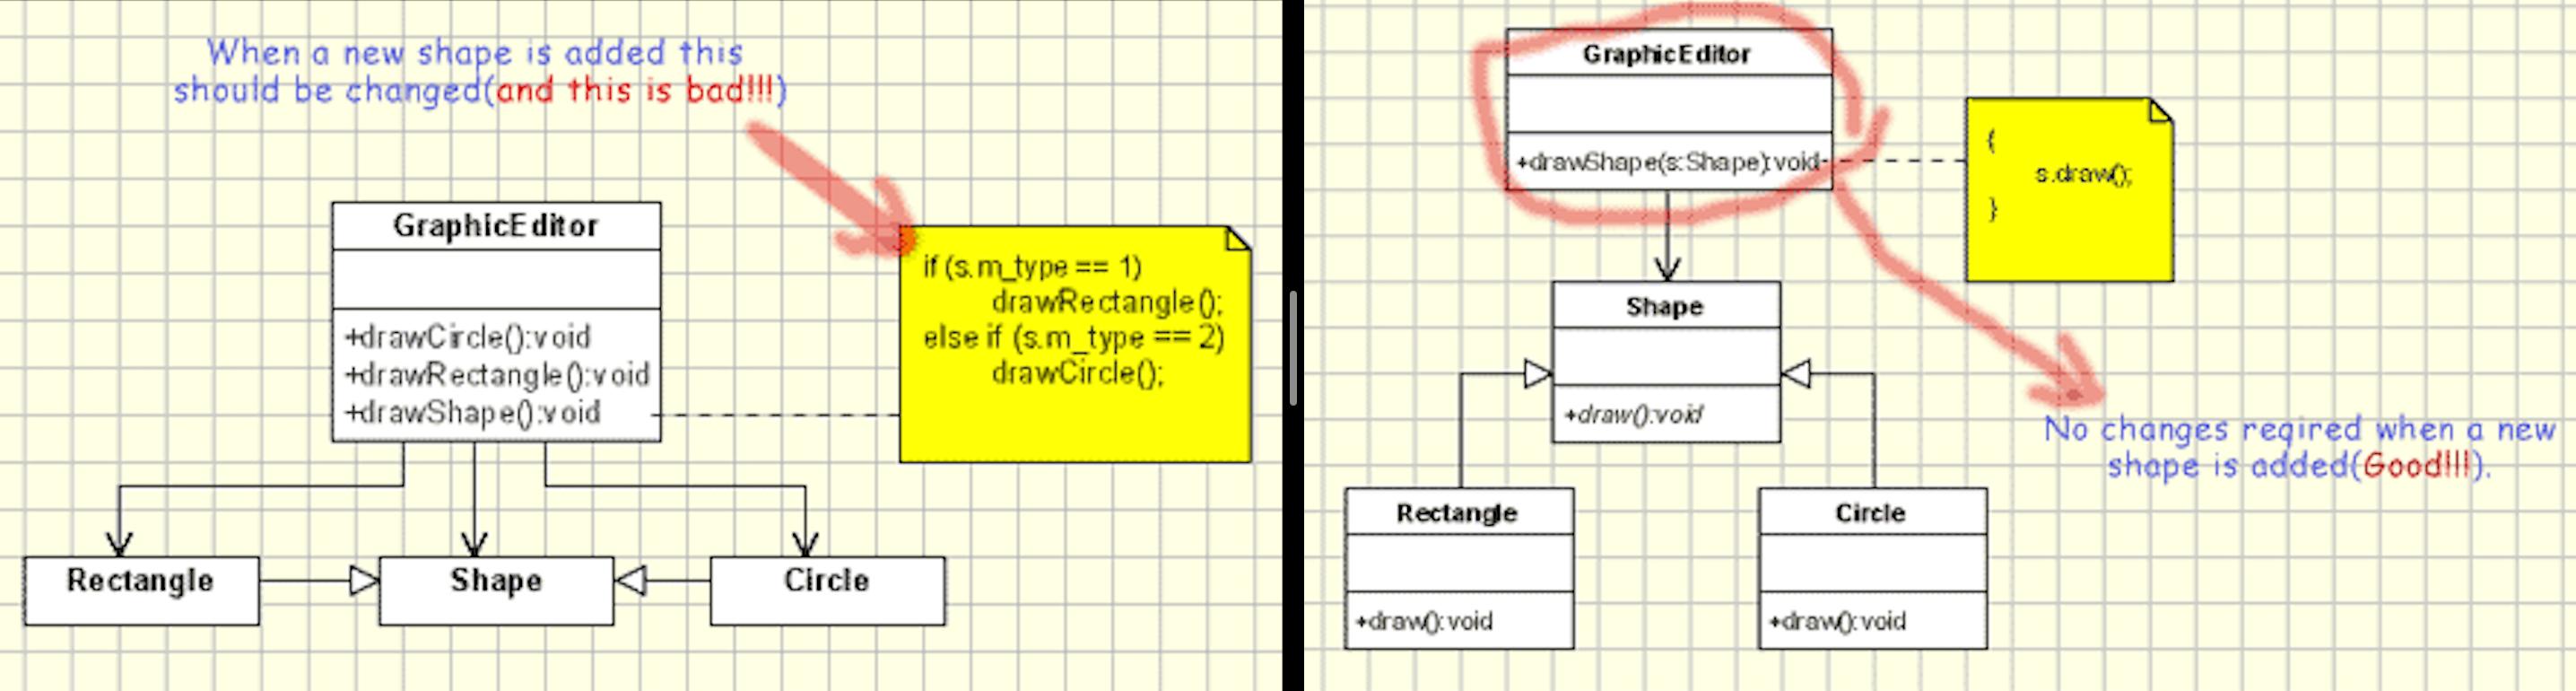 When a new shape is added this
should be changed(and this is bad!!!)
GraphicEditor
+drawCircle():void
+drawRectangle():void
+drawShape():void
if (s.m_type == 1)
drawRectangle();
else if (s.m_type == 2)
drawCircle();
Rectangle
Shape
Circle
GraphicEditor
+drawShape(s:Shape):void
{
s.draw();
}
Shape
+draw():void
No changes reqired when a new
shape is added(Good!!!).
Rectangle
+draw():void
Circle
+draw():void